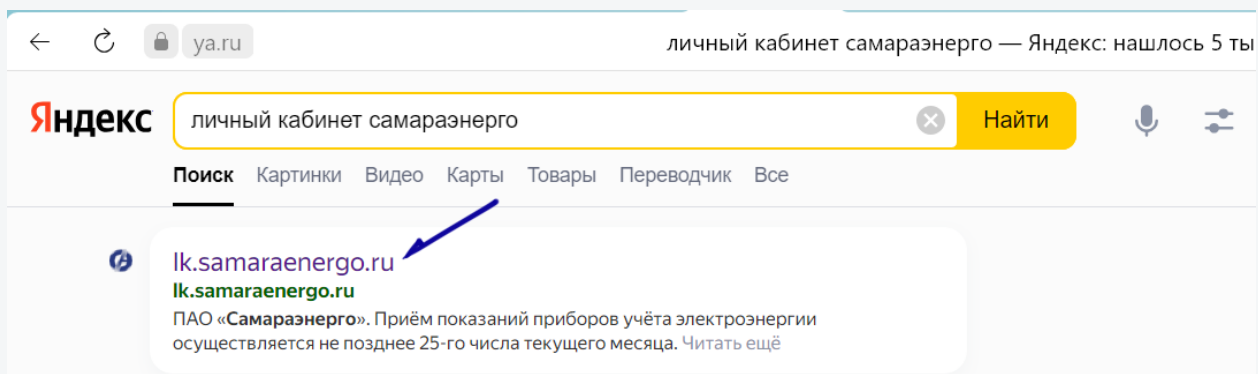 ya.ru
личный кабинет самараэнерго — Яндекс: нашлось 5 ты
Яндекс
личный кабинет самараэнерго
Найти
Поиск Картинки Видео Карты Товары Переводчик Все
lk.samaraenergo.ru
lk.samaraenergo.ru
ПАО «Самараэнерго». Приём показаний приборов учёта электроэнергии
осуществляется не позднее 25-го числа текущего месяца. Читать ещё